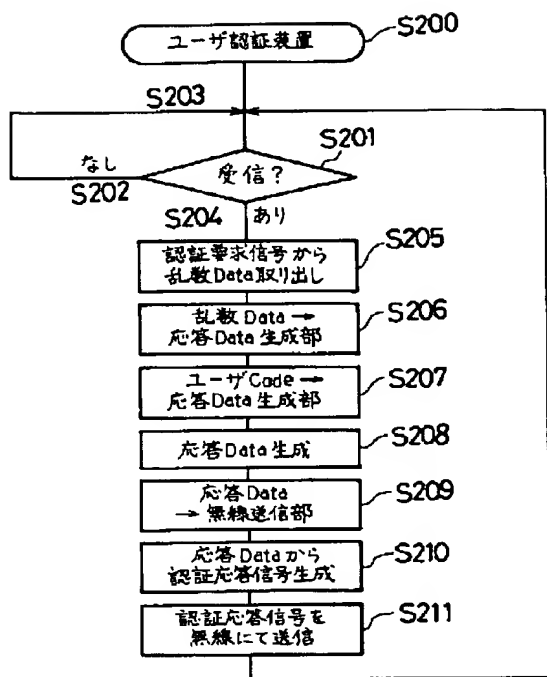 ユーザ認証装置
S200
S203
S201
受信?
なし
S202
S204
あり
認証要求信号から
乱数Data取り出し
S205
乱数Data→
応答Data生成部
S206
ユーザCode→
応答Data生成部
S207
応答Data生成
S208
応答Data
→無線送信部
S209
応答Dataから
認証応答信号生成
S210
認証応答信号を
無線にて送信
S211